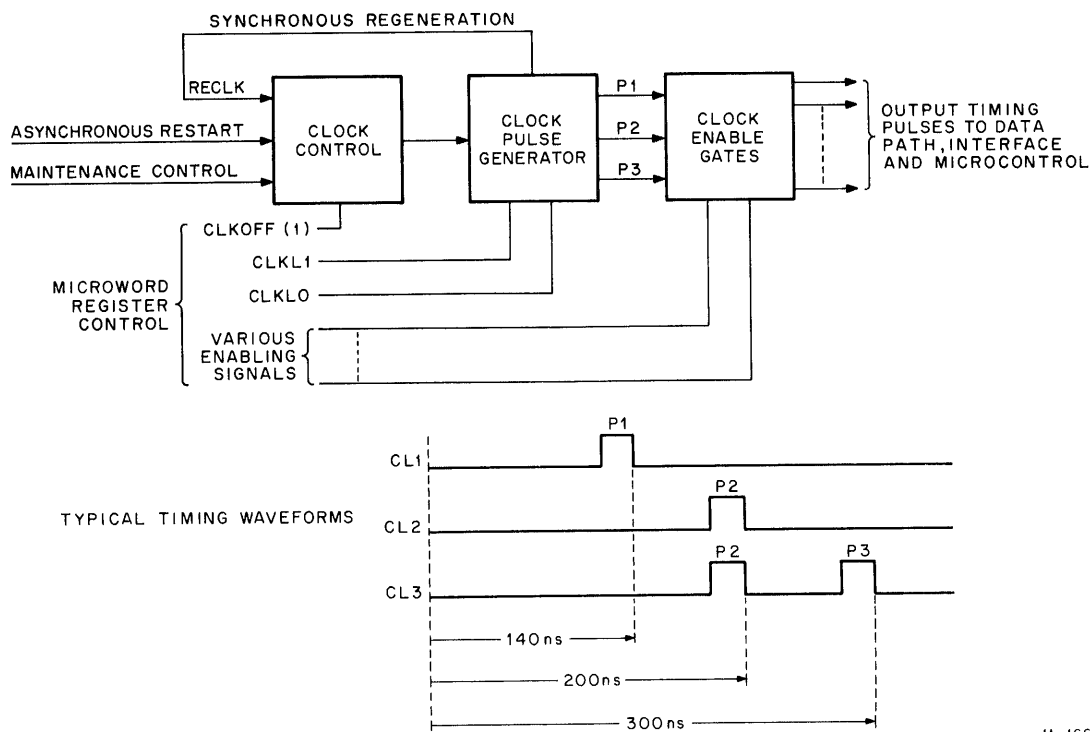 SYNCHRONOUS REGENERATION
RECLK
ASYNCHRONOUS RESTART
MAINTENANCE CONTROL
CLOCK
CONTROL
CLOCK
PULSE
GENERATOR
P1
P2
P3
CLOCK
ENABLE
GATES
OUTPUT TIMING
PULSES TO DATA
PATH, INTERFACE
AND MICROCONTROL
MICROWORD
REGISTER
CONTROL
CLKOFF (1)
CLKL1
CLKL0
VARIOUS
ENABLING
SIGNALS
TYPICAL TIMING WAVEFORMS
CL1
P1
CL2
P2
CL3
P2
P3
140ns
200ns
300ns